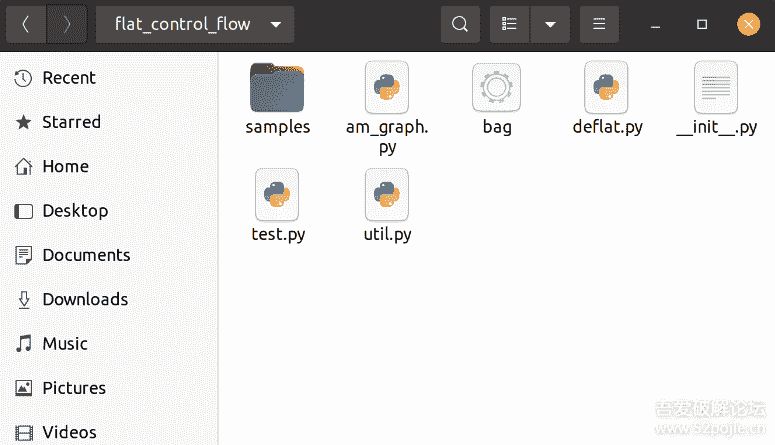 flat_control_flow
Recent
Starred
Home
Desktop
Documents
Downloads
Music
Pictures
Videos
samples
am_graph.
py
bag
deflat.py
__init__.py
test.py
util.py
吾爱破解论坛
www.52pojie.cn